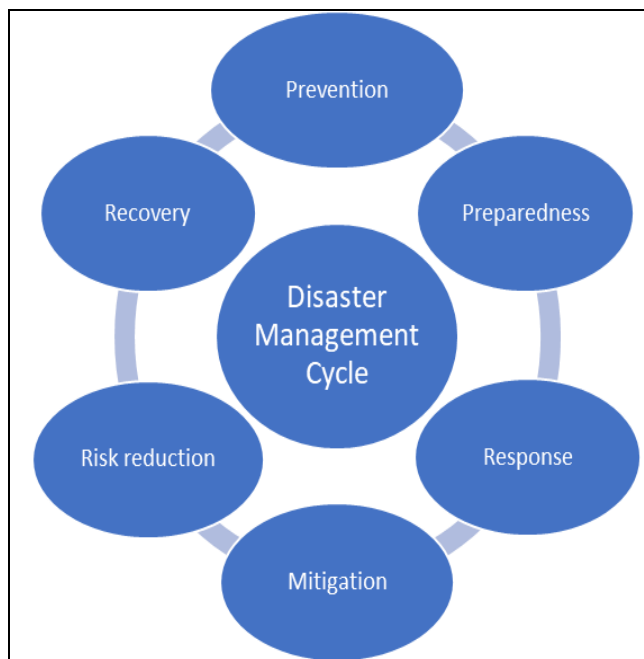 Prevention
Preparedness
Response
Mitigation
Risk reduction
Recovery
Disaster
Management
Cycle